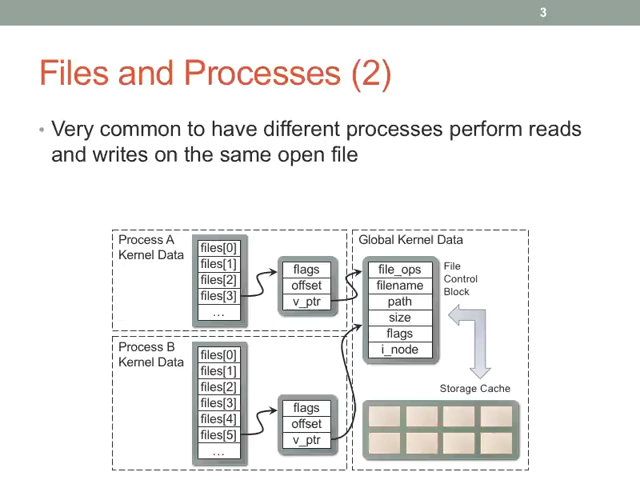 3
Files and Processes (2)
• Very common to have different processes perform reads
and writes on the same open file
Process A
Kernel Data
files[0]
files[1]
files[2]
files[3]
…
flags
offset
v_ptr
Process B
Kernel Data
files[0]
files[1]
files[2]
files[3]
files[4]
files[5]
…
flags
offset
v_ptr
Global Kernel Data
file_ops
filename
path
size
flags
i_node
File
Control
Block
Storage Cache